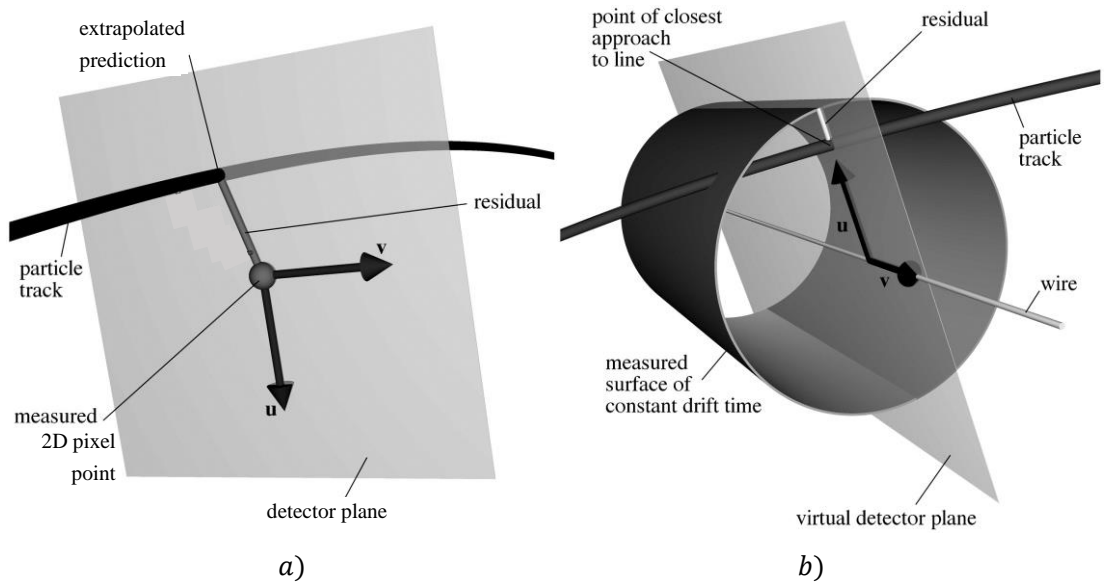 extrapolated
prediction
residual
v
particle
track
u
measured
2D pixel
point
detector plane
a)
point of closest
approach
to line
residual
particle
track
u
v
wire
measured
surface of
constant drift time
virtual detector plane
b)